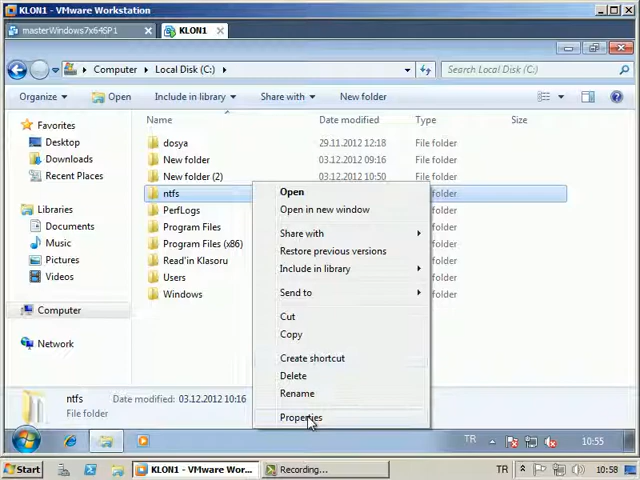 KLON1 - VMware Workstation
masterWindows7x64SP1
KLON1
Computer
Local Disk (C:)
Search Local Disk (C:)
Organize
Open
Include in library
Share with
New folder
Favorites
Desktop
Downloads
Recent Places
Libraries
Documents
Music
Pictures
Videos
Computer
Network
Name
Date modified
Type
Size
dosya
29.11.2012 12:18
File folder
New folder
03.12.2012 09:16
File folder
New folder (2)
03.12.2012 10:50
File folder
ntfs
folder
PerfLogs
folder
Program Files
folder
Program Files (x86)
folder
Read'in Klasoru
folder
Users
folder
Windows
folder
Open
Open in new window
Share with
Restore previous versions
Include in library
Send to
Cut
Copy
Create shortcut
Delete
Rename
Properties
ntfs
Date modified: 03.12.2012 10:16
File folder
TR
10:55
Start
KLON1 - VMware Wor...
Recording...
TR
10:58